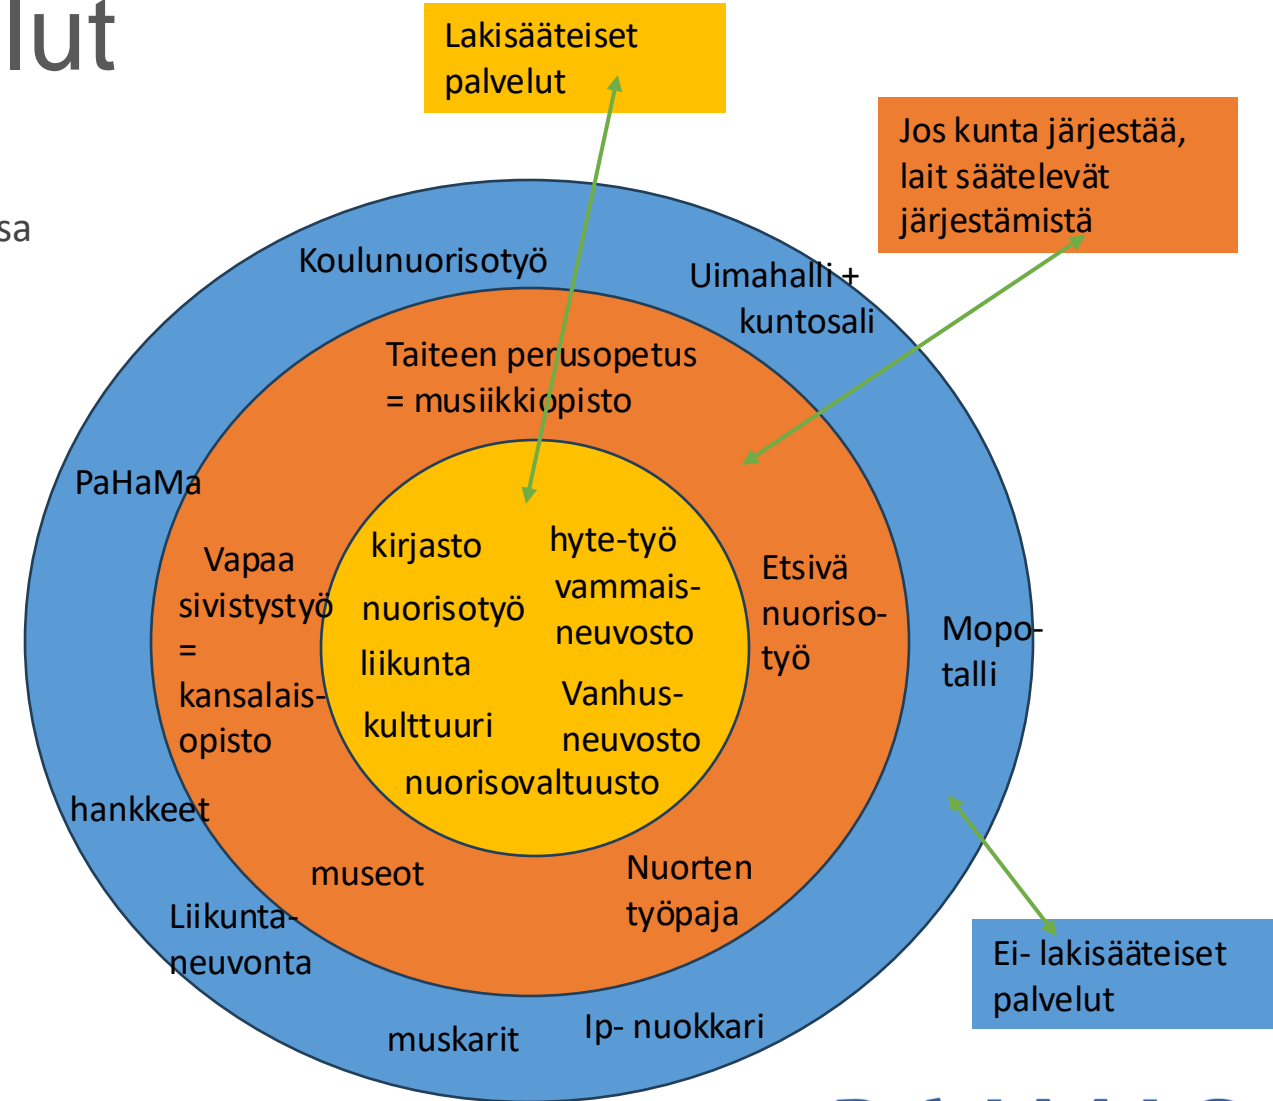 lut
sa
Lakisääteiset
palvelut
Jos kunta järjestää,
lait säätelevät
järjestämistä
Koulunuorisotyö
Uimahalli +
kuntosali
Taiteen perusopetus
= musiikkiopisto
PaHaMa
Vapaa
sivistystyö
=
kansalais-
opisto
kirjasto
nuorisotyö
liikunta
kulttuuri
hyte-työ
vammais-
neuvosto
Vanhus-
neuvosto
nuorisovaltuusto
Etsivä
nuoriso-
työ
Mopo-
talli
hankkeet
museot
Nuorten
työpaja
Liikunta-
neuvonta
muskarit
Ip- nuokkari
Ei- lakisääteiset
palvelut